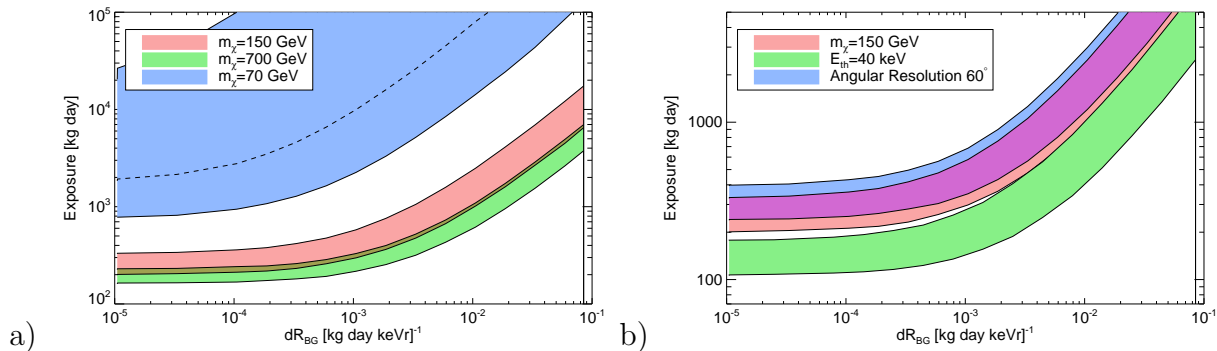 10^5
10^4
10^3
10^2
Exposure [kg day]
m_χ=150 GeV
m_χ=700 GeV
m_χ=70 GeV
10^-5 10^-4 10^-3 10^-2 10^-1
dR_BG [kg day keVr]^-1
a)
1000
100
Exposure [kg day]
m_χ=150 GeV
E_th=40 keV
Angular Resolution 60°
10^-5 10^-4 10^-3 10^-2 10^-1
dR_BG [kg day keVr]^-1
b)